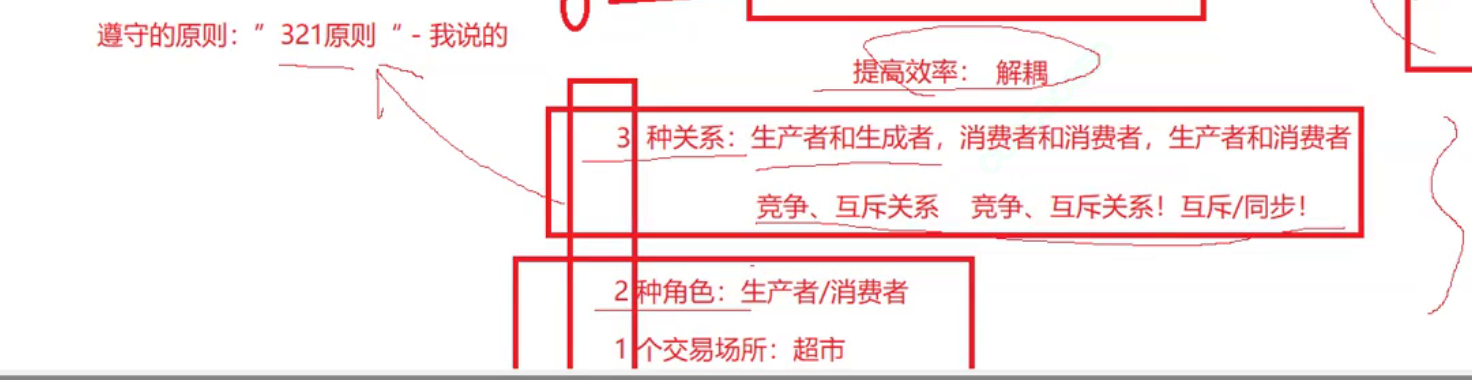 遵守的原则：”321原则“ - 我说的
提高效率： 解耦
3 种关系：生产者和生成者，消费者和消费者，生产者和消费者
竞争、互斥关系 竞争、互斥关系！互斥/同步！
2种角色：生产者/消费者
1个交易场所：超市